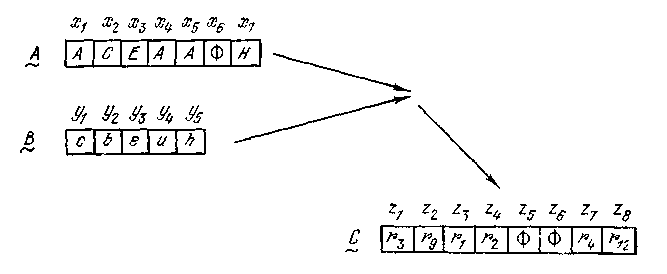 x₁ x₂ x₃ x₄ x₅ x₆ x₇
A A C E A A Ф H
y₁ y₂ y₃ y₄ y₅
B c b e u h
z₁ z₂ z₃ z₄ z₅ z₆ z₇ z₈
C r₃ r₉ r₁ r₂ Ф Ф r₄ r₁₂